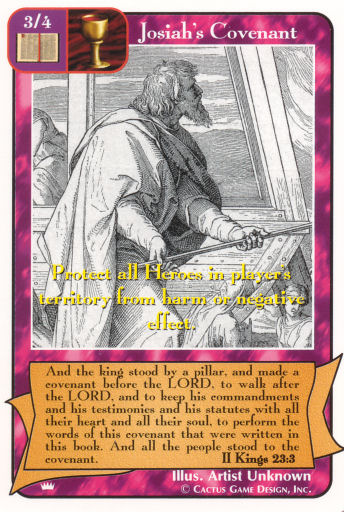 3/4
Josiah's Covenant
Protect all Heroes in player's
territory from harm or negative
effect.
And the king stood by a pillar, and made a
covenant before the LORD, to walk after
the LORD, and to keep his commandments
and his testimonies and his statutes with all
their heart and all their soul, to perform the
words of this covenant that were written in
this book. And all the people stood to the
covenant. II Kings 23:3
Illus. Artist Unknown
© Cactus Game Design, Inc.